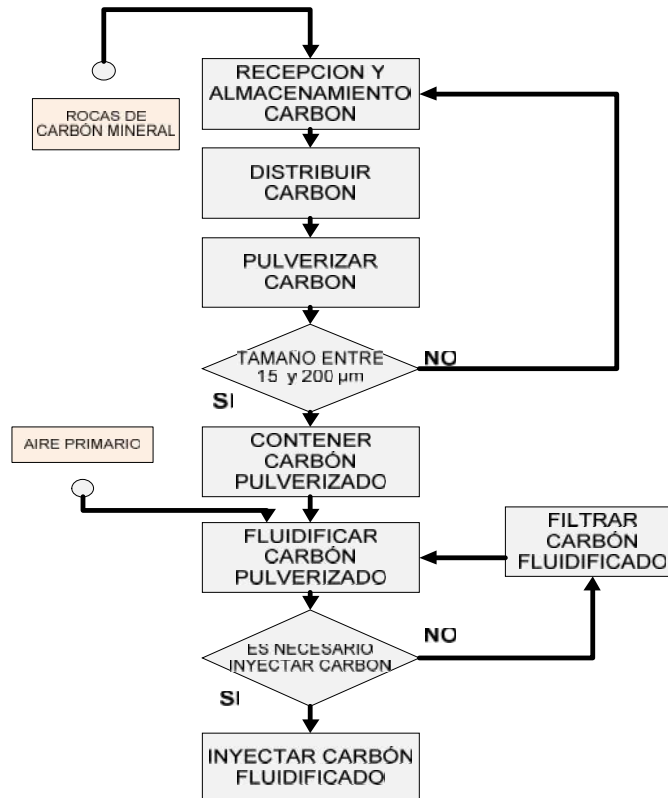 RECEPCION Y
ALMACENAMIENTO
CARBON
ROCAS DE
CARBÓN MINERAL
DISTRIBUIR
CARBON
PULVERIZAR
CARBON
TAMAÑO ENTRE
15 y 200 µm
NO
SI
AIRE PRIMARIO
CONTENER
CARBÓN
PULVERIZADO
FLUIDIFICAR
CARBÓN
PULVERIZADO
FILTRAR
CARBÓN
FLUIDIFICADO
ES NECESARIO
INYECTAR CARBON
NO
SI
INYECTAR CARBÓN
FLUIDIFICADO